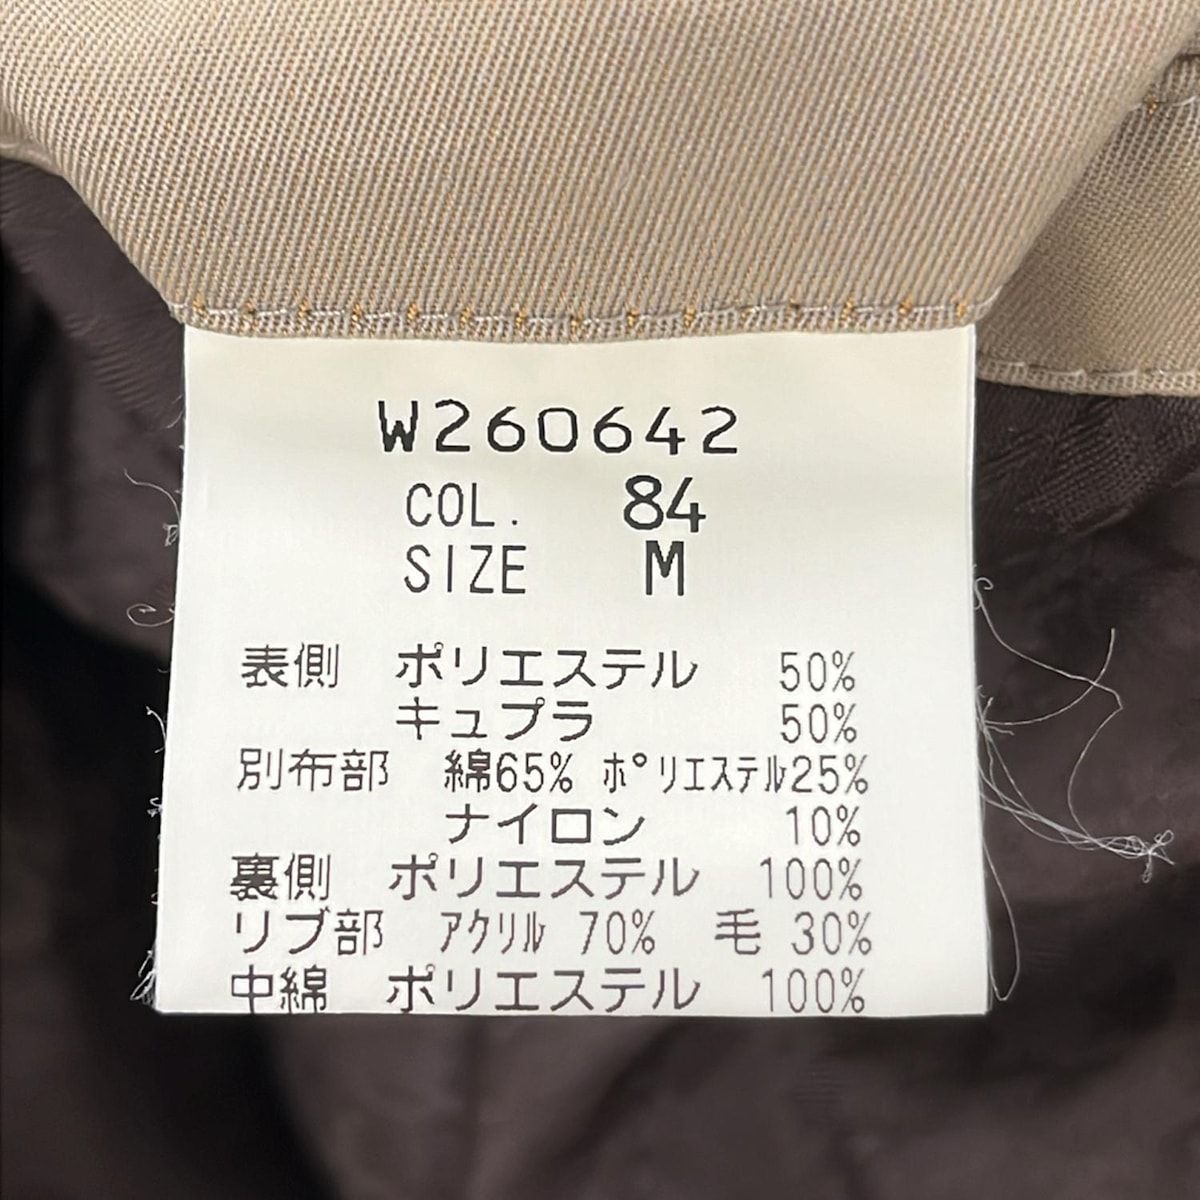 W260642
COL. 84
SIZE M
表側 ポリエステル 50%
キュプラ 50%
別布部 綿65% ポリエステル25%
ナイロン 10%
裏側 ポリエステル 100%
リブ部 アクリル 70% 毛 30%
中綿 ポリエステル 100%